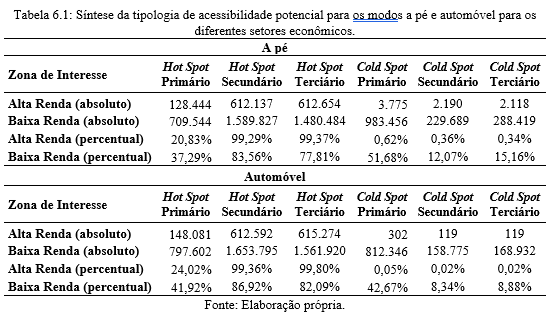 Tabela 6.1: Síntese da tipologia de acessibilidade potencial para os modos a pé e automóvel para os
diferentes setores econômicos.
A pé
Zona de Interesse Hot Spot Primário Hot Spot Secundário Hot Spot Terciário Cold Spot Primário Cold Spot Secundário Cold Spot Terciário
Alta Renda (absoluto) 128.444 612.137 612.654 3.775 2.190 2.118
Baixa Renda (absoluto) 709.544 1.589.827 1.480.484 983.456 229.689 288.419
Alta Renda (percentual) 20,83% 99,29% 99,37% 0,62% 0,36% 0,34%
Baixa Renda (percentual) 37,29% 83,56% 77,81% 51,68% 12,07% 15,16%
Automóvel
Zona de Interesse Hot Spot Primário Hot Spot Secundário Hot Spot Terciário Cold Spot Primário Cold Spot Secundário Cold Spot Terciário
Alta Renda (absoluto) 148.081 612.592 615.274 302 119 119
Baixa Renda (absoluto) 797.602 1.653.795 1.561.920 812.346 158.775 168.932
Alta Renda (percentual) 24,02% 99,36% 99,80% 0,05% 0,02% 0,02%
Baixa Renda (percentual) 41,92% 86,92% 82,09% 42,67% 8,34% 8,88%
Fonte: Elaboração própria.